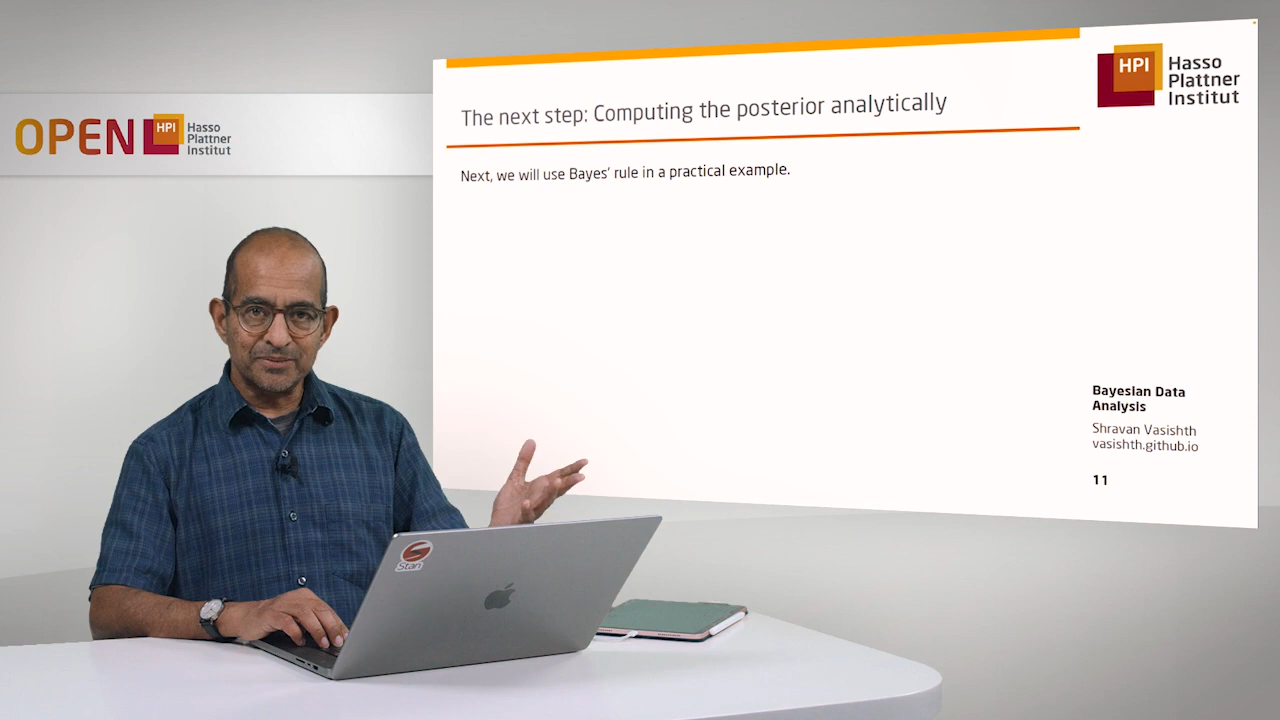 OPEN
HPI
Hasso
Plattner
Institut
The next step: Computing the posterior analytically
Next, we will use Bayes' rule in a practical example.
HPI
Hasso
Plattner
Institut
Bayesian Data
Analysis
Shravan Vasishth
vasishth.github.io
11
Stan